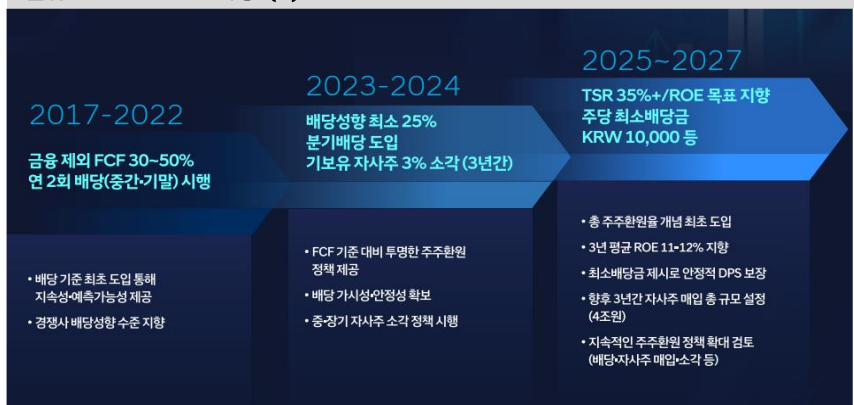 2017-2022
금융 제외 FCF 30~50%
연 2회 배당(중간•기말) 시행
• 배당 기준 최초 도입 통해
지속성•예측가능성 제공
• 경쟁사 배당성향 수준 지향
2023-2024
배당성향 최소 25%
분기배당 도입
기보유 자사주 3% 소각 (3년간)
• FCF 기준 대비 투명한 주주환원
정책 제공
• 배당 가시성•안정성 확보
• 중•장기 자사주 소각 정책 시행
2025~2027
TSR 35%+/ROE 목표 지향
주당 최소배당금
KRW 10,000 등
• 총 주주환원율 개념 최초 도입
• 3년 평균 ROE 11-12% 지향
• 최소배당금 제시로 안정적 DPS 보장
• 향후 3년간 자사주 매입 총 규모 설정
(4조원)
• 지속적인 주주환원 정책 확대 검토
(배당•자사주 매입•소각 등)